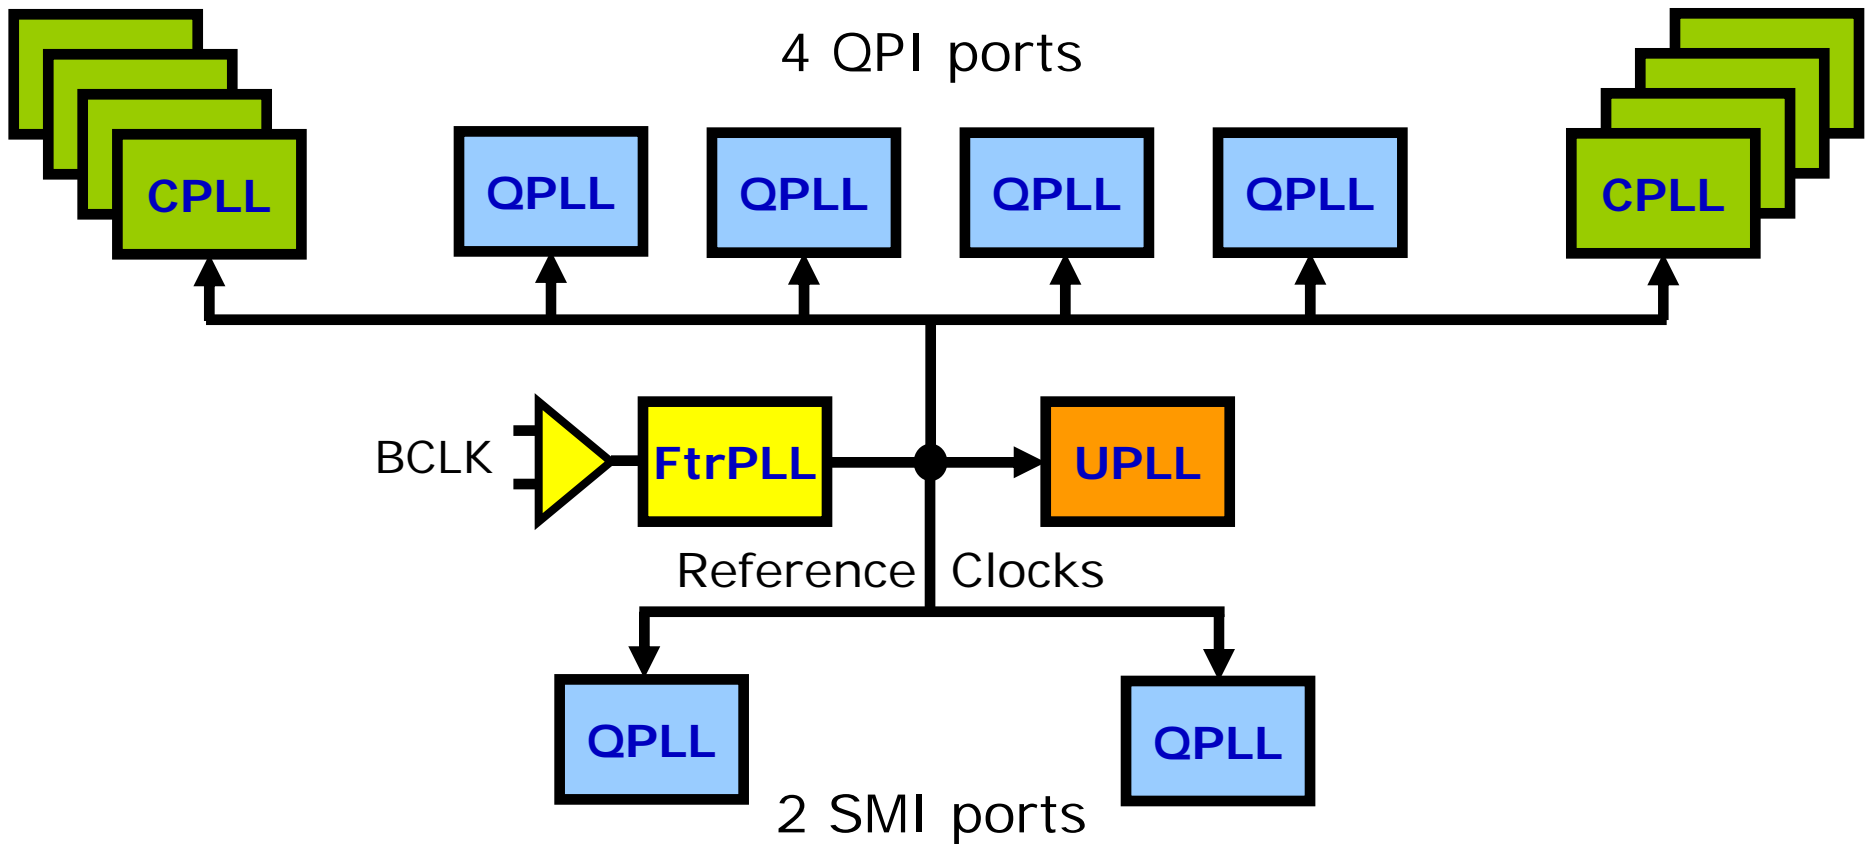 4 QPI ports
CPLL
QPLL
QPLL
QPLL
QPLL
CPLL
BCLK
FtrPLL
UPLL
Reference Clocks
QPLL
QPLL
2 SMI ports